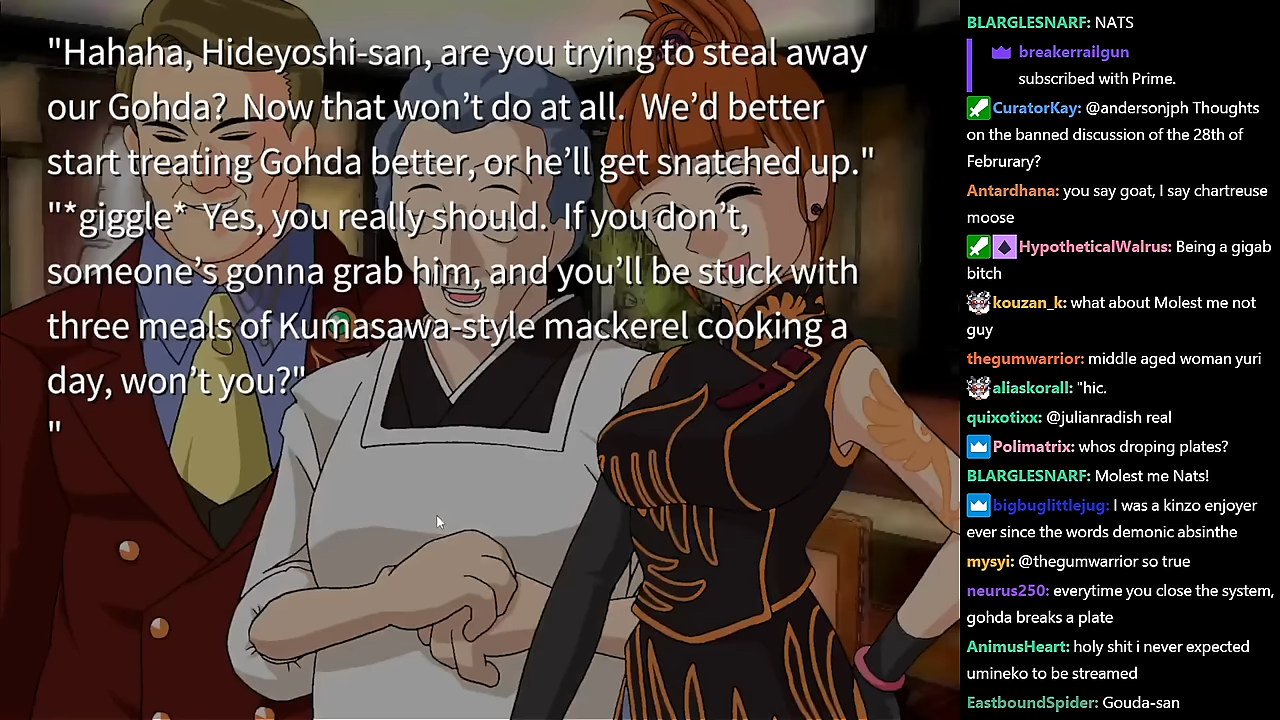 "Hahaha, Hideyoshi-san, are you trying to steal away
our Gohda?  Now that won’t do at all.  We’d better
start treating Gohda better, or he’ll get snatched up."
"*giggle*  Yes, you really should.  If you don’t,
someone’s gonna grab him, and you’ll be stuck with
three meals of Kumasawa-style mackerel cooking a
day, won’t you?"
"
BLARGLESNARF: NATS
breakerrailgun
subscribed with Prime.
CuratorKay: @andersonjph Thoughts
on the banned discussion of the 28th of
Februrary?
Antardhana: you say goat, I say chartreuse
moose
HypotheticalWalrus: Being a gigab
bitch
kouzan_k: what about Molest me not
guy
thegumwarrior: middle aged woman yuri
aliaskorall: "hic.
quixotixx: @julianradish real
Polimatrix: whos droping plates?
BLARGLESNARF: Molest me Nats!
bigbuglittlejug: I was a kinzo enjoyer
ever since the words demonic absinthe
mysyi: @thegumwarrior so true
neurus250: everytime you close the system,
gohda breaks a plate
AnimusHeart: holy shit i never expected
umineko to be streamed
EastboundSpider: Gouda-san